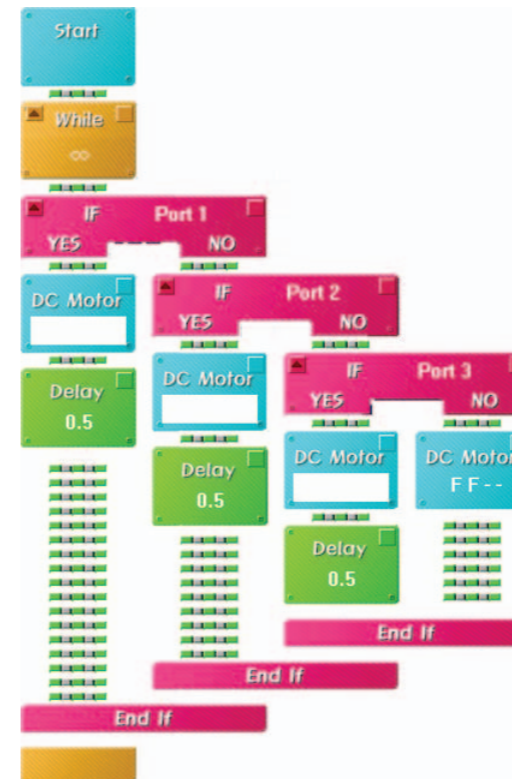 Start
While
∞
IF Port 1
YES NO
DC Motor
IF Port 2
YES NO
Delay
0.5
DC Motor
IF Port 3
YES NO
Delay
0.5
DC Motor
DC Motor
F F - -
Delay
0.5
End If
End If
End If